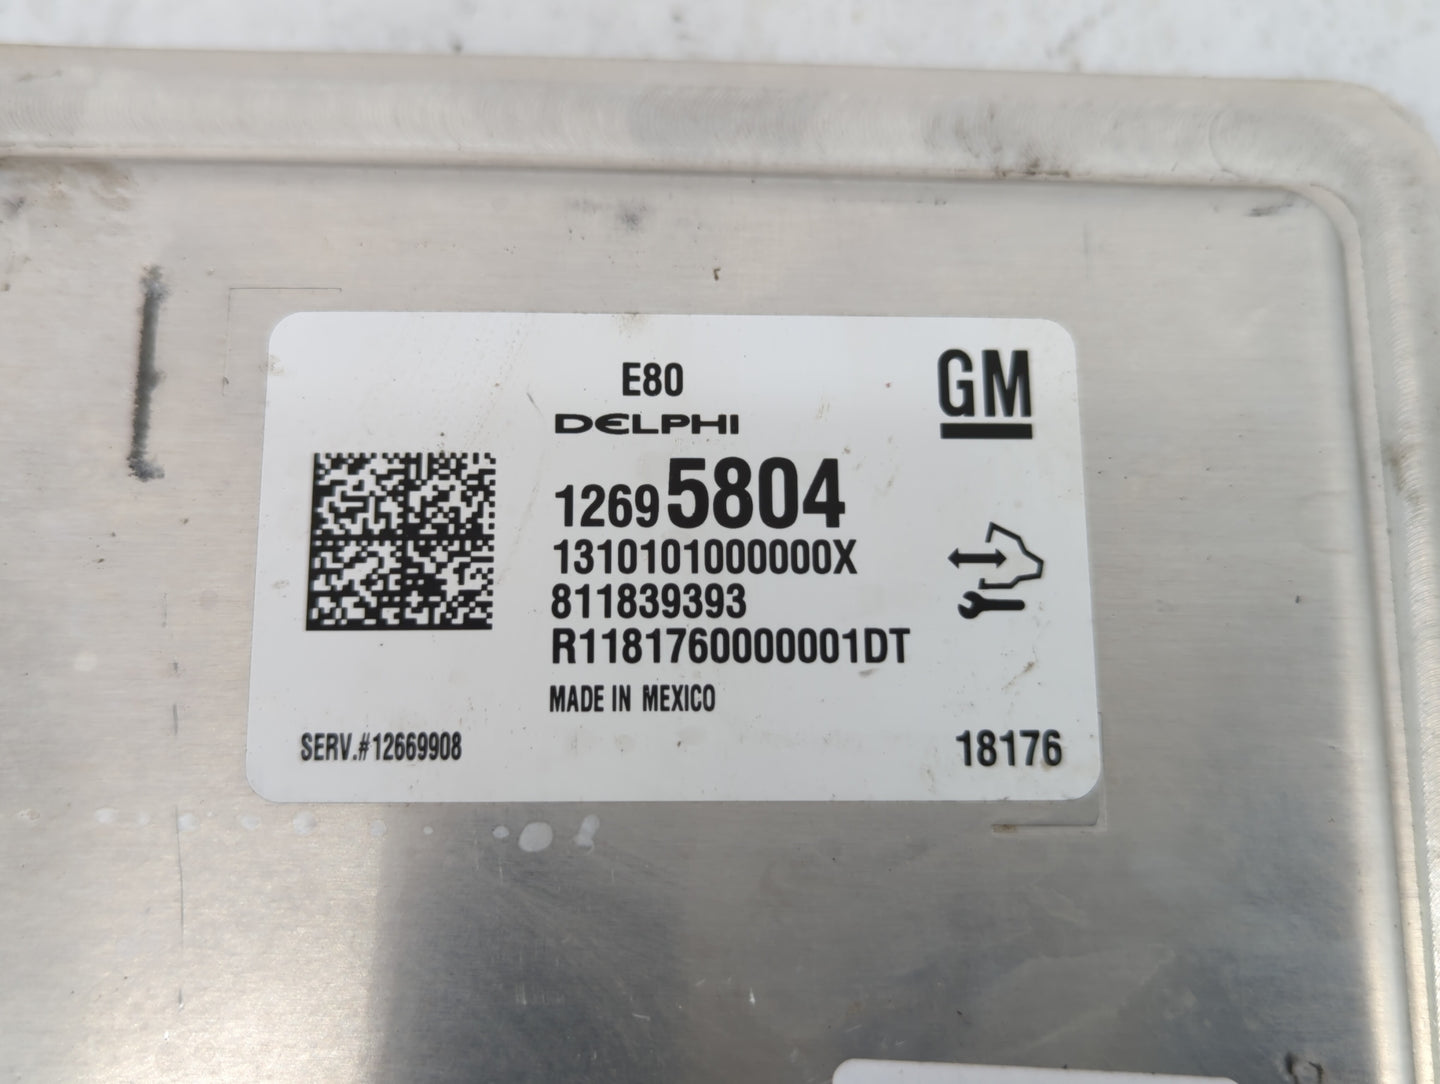 E80
DELPHI
GM
12695804
1310101000000X
811839393
R1181760000001DT
MADE IN MEXICO
SERV.#12669908
18176